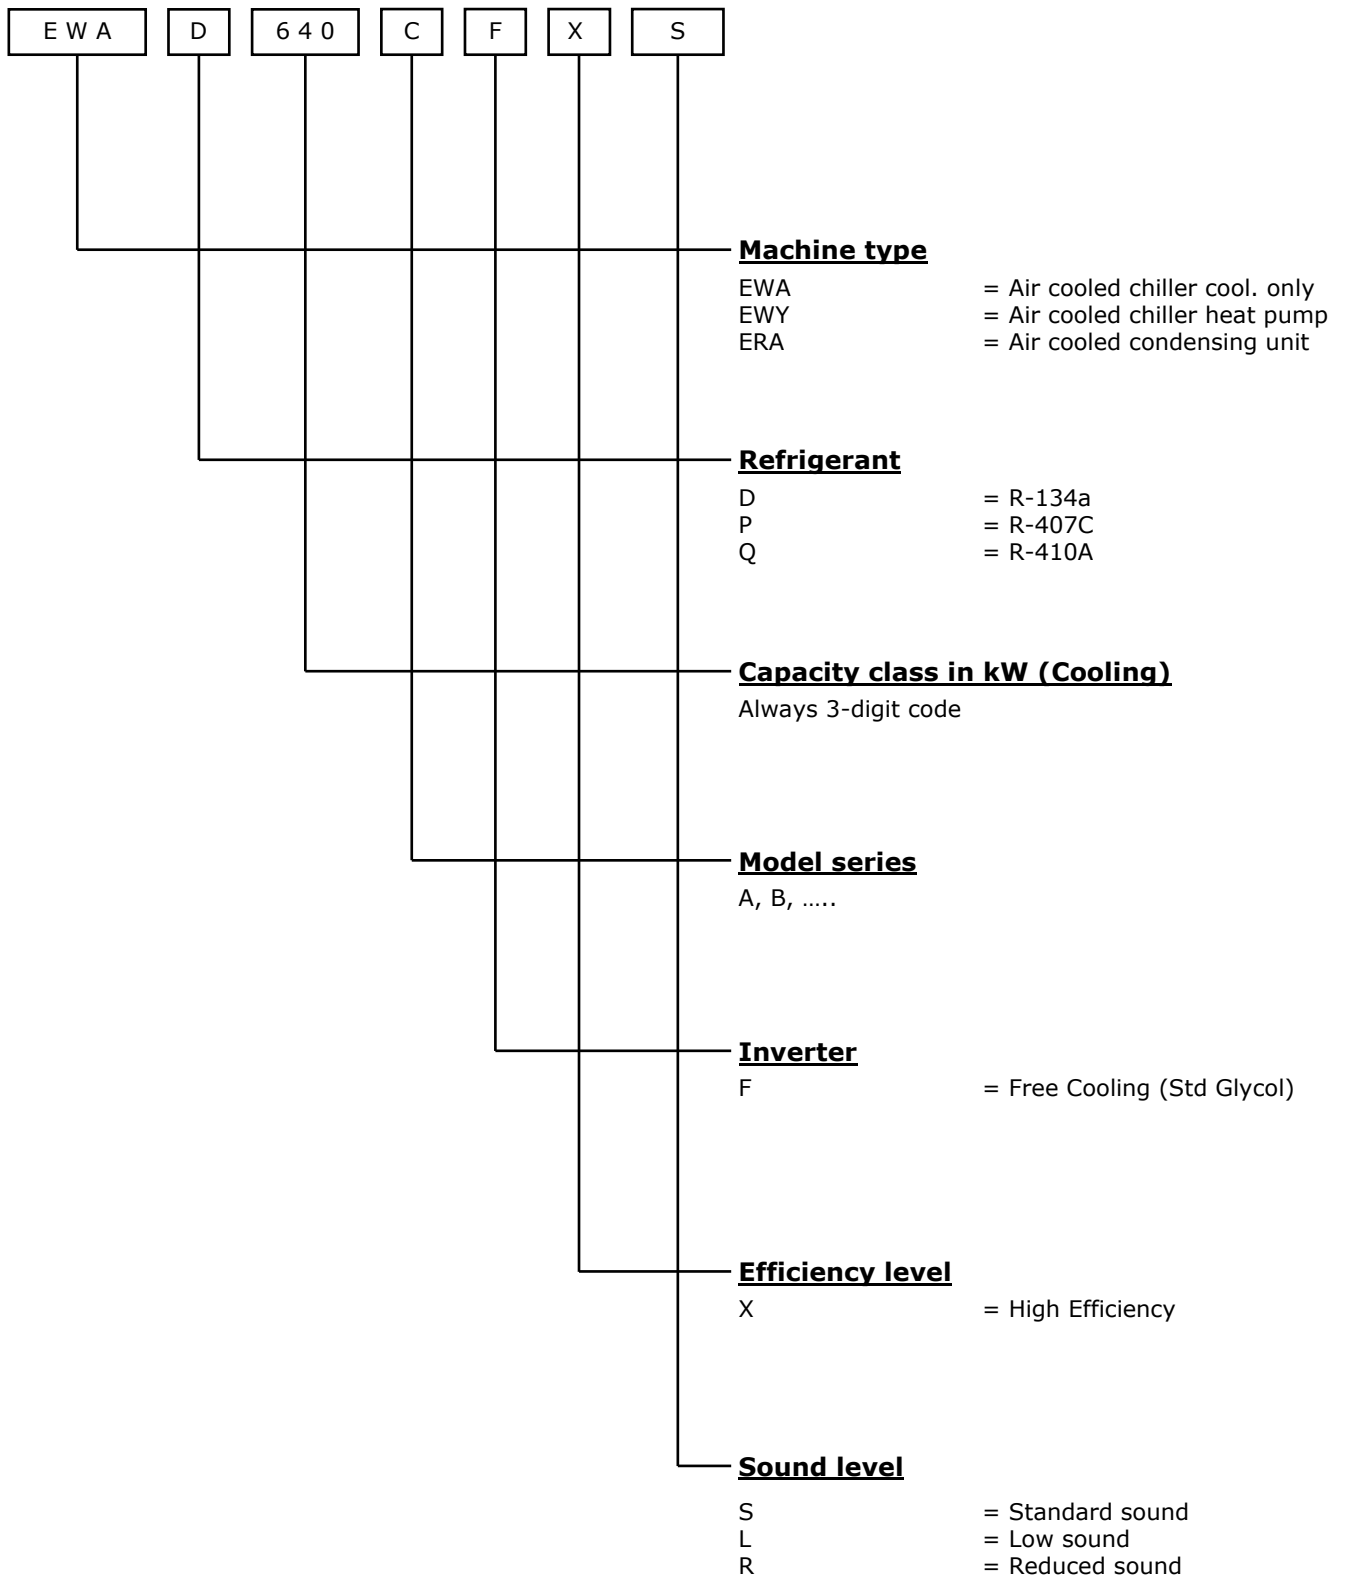 E W A D 6 4 0 C F X S
Machine type
EWA = Air cooled chiller cool. only
EWY = Air cooled chiller heat pump
ERA = Air cooled condensing unit
Refrigerant
D = R-134a
P = R-407C
Q = R-410A
Capacity class in kW (Cooling)
Always 3-digit code
Model series
A, B, …..
Inverter
F = Free Cooling (Std Glycol)
Efficiency level
X = High Efficiency
Sound level
S = Standard sound
L = Low sound
R = Reduced sound